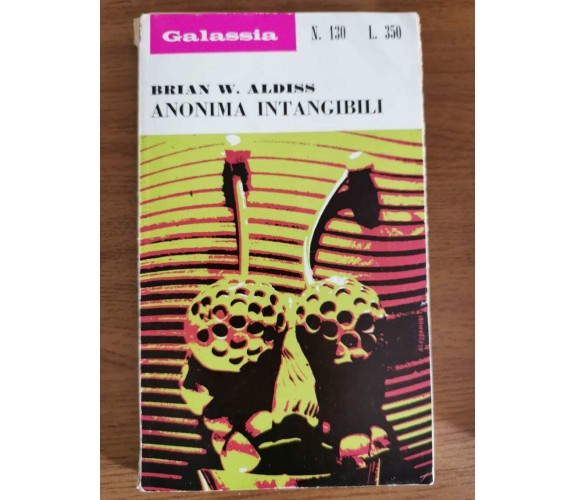 Galassia N. 130 L. 350
BRIAN W. ALDISS
ANONIMA INTANGIBILI